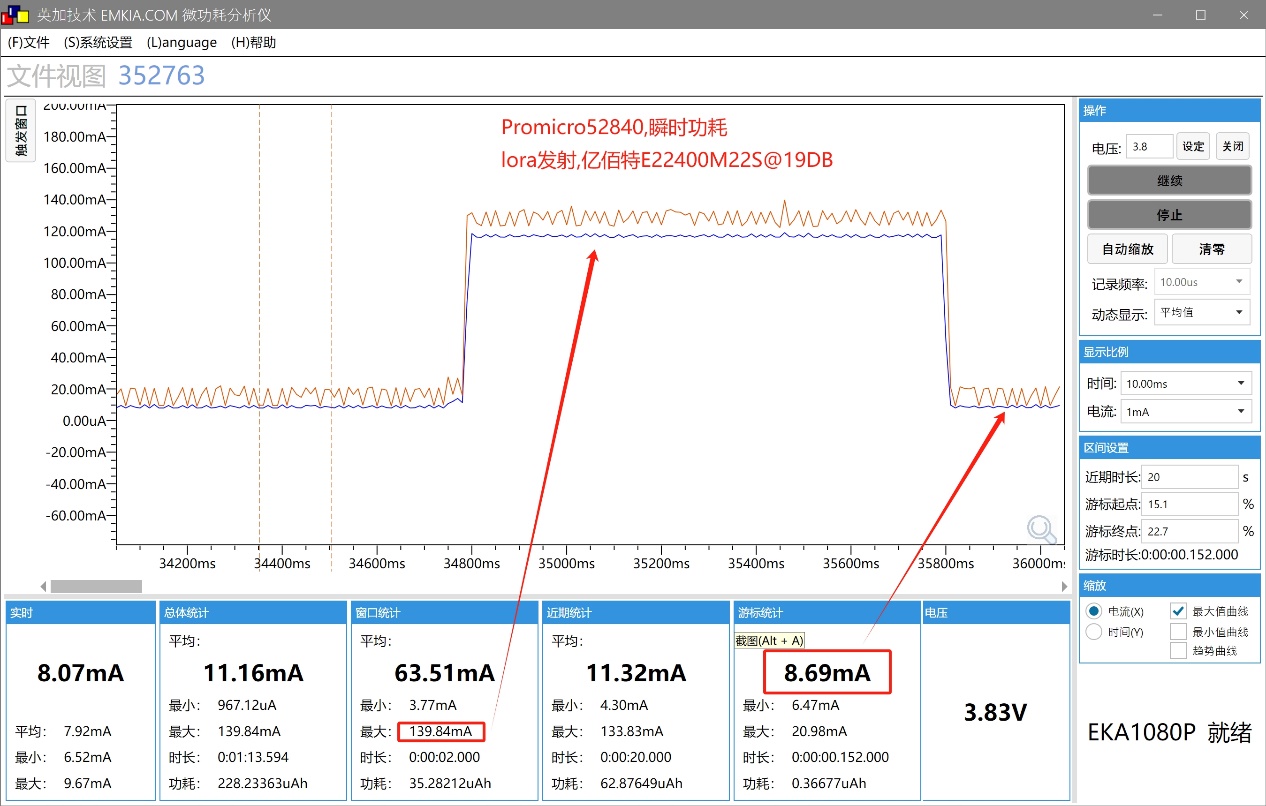 英加技术 EMKIA.COM 微功耗分析仪
(F)文件 (S)系统设置 (L)anguage (H)帮助
文件视图 352763
触发窗口
200.00mA
180.00mA
160.00mA
140.00mA
120.00mA
100.00mA
80.00mA
60.00mA
40.00mA
20.00mA
0.00uA
-20.00mA
-40.00mA
-60.00mA
Promicro52840,瞬时功耗
lora发射,亿佰特E22400M22S@19DB
34200ms 34400ms 34600ms 34800ms 35000ms 35200ms 35400ms 35600ms 35800ms 36000ms
操作
电压: 3.8 设定 关闭
继续
停止
自动缩放 清零
记录频率: 10.00us
动态显示: 平均值
显示比例
时间: 10.00ms
电流: 1mA
区间设置
近期时长: 20 s
游标起点: 15.1 %
游标终点: 22.7 %
游标时长:0:00:00.152.000
缩放
电流(X) 最大值曲线
时间(Y) 最小值曲线
趋势曲线
EKA1080P 就绪
实时
8.07mA
平均: 7.92mA
最小: 6.52mA
最大: 9.67mA
总体统计
平均:
11.16mA
最小: 967.12uA
最大: 139.84mA
时长: 0:01:13.594
功耗: 228.23363uAh
窗口统计
平均:
63.51mA
最小: 3.77mA
最大: 139.84mA
时长: 0:00:02.000
功耗: 35.28212uAh
近期统计
平均:
11.32mA
最小: 4.30mA
最大: 133.83mA
时长: 0:00:20.000
功耗: 62.87649uAh
游标统计
截图(Alt + A)
8.69mA
最小: 6.47mA
最大: 20.98mA
时长: 0:00:00.152.000
功耗: 0.36677uAh
电压
3.83V